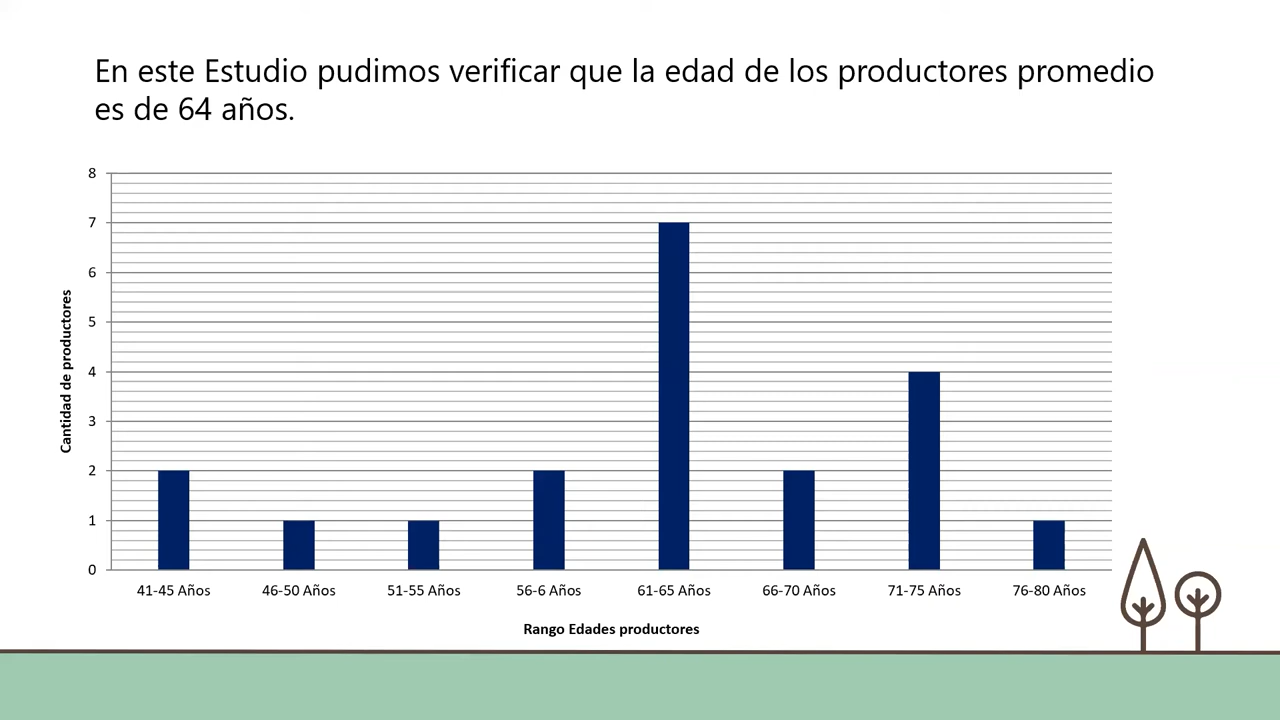 En este Estudio pudimos verificar que la edad de los productores promedio
es de 64 años.
8
7
6
5
4
3
2
1
0
Cantidad de productores
41-45 Años
46-50 Años
51-55 Años
56-6 Años
61-65 Años
66-70 Años
71-75 Años
76-80 Años
Rango Edades productores